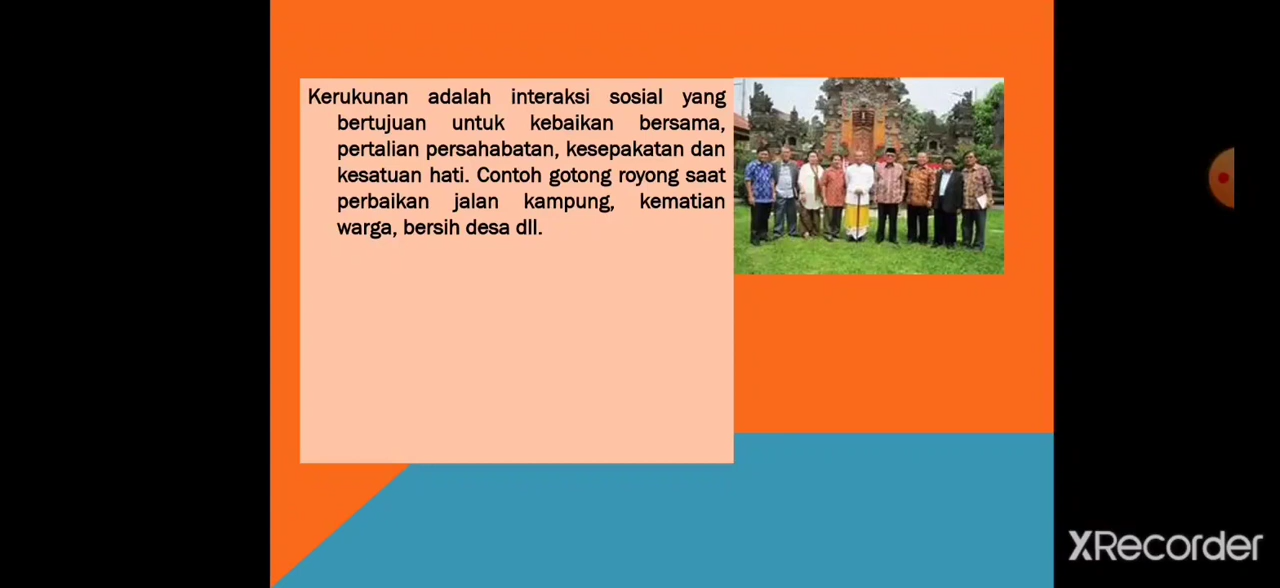 Kerukunan adalah interaksi sosial yang
bertujuan untuk kebaikan bersama,
pertalian persahabatan, kesepakatan dan
kesatuan hati. Contoh gotong royong saat
perbaikan jalan kampung, kematian
warga, bersih desa dll.
XRecorder